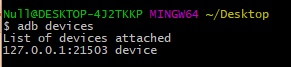 Null@DESKTOP-4J2TKKP MINGW64 ~/Desktop
$ adb devices
List of devices attached
127.0.0.1:21503 device